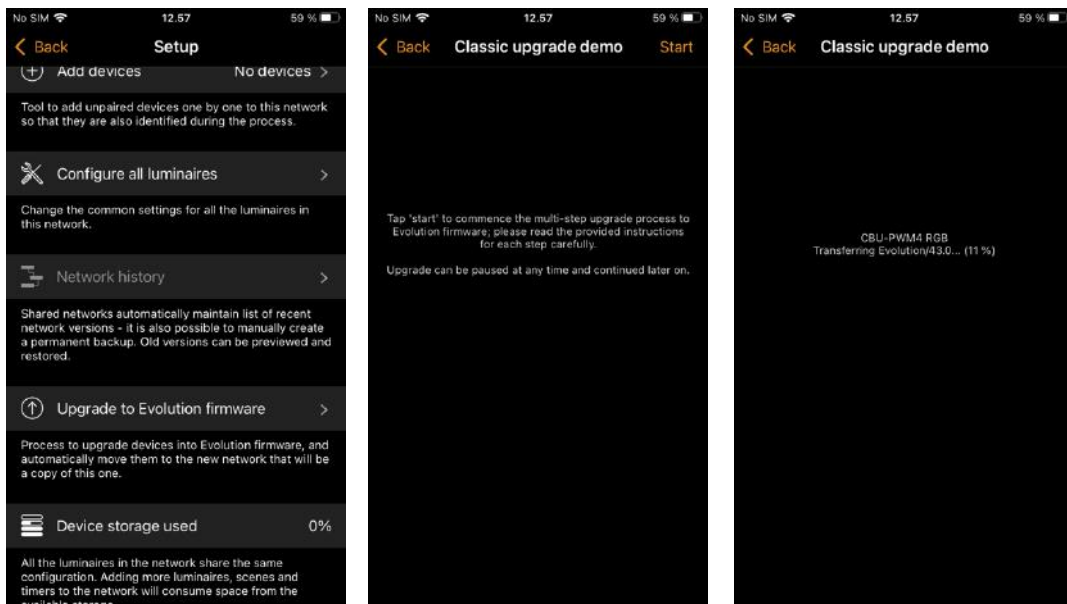 No SIM 12.57 59 %
Back Setup
Add devices No devices >
Tool to add unpaired devices one by one to this network
so that they are also identified during the process.
Configure all luminaires >
Change the common settings for all the luminaires in
this network.
Network history >
Shared networks automatically maintain list of recent
network versions - it is also possible to manually create
a permanent backup. Old versions can be previewed and
restored.
Upgrade to Evolution firmware >
Process to upgrade devices into Evolution firmware, and
automatically move them to the new network that will be
a copy of this one.
Device storage used 0%
All the luminaires in the network share the same
configuration. Adding more luminaires, scenes and
timers to the network will consume space from the
available storage
No SIM 12.57 59 %
Back Classic upgrade demo Start
Tap 'start' to commence the multi-step upgrade process to
Evolution firmware; please read the provided instructions
for each step carefully.
Upgrade can be paused at any time and continued later on.
No SIM 12.57 59 %
Back Classic upgrade demo
CBU-PWM4 RGB
Transferring Evolution/43.0... (11 %)